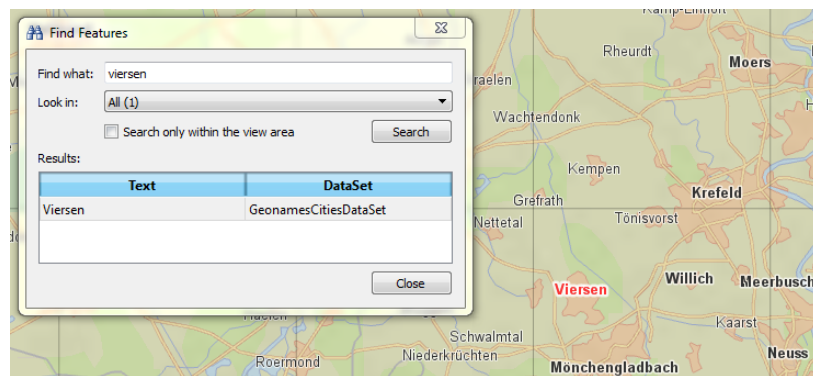 Find Features
Find what: viersen
Look in: All (1)
Search only within the view area
Search
Results:
Text DataSet
Viersen GeonamesCitiesDataSet
Close
Rheurdt
Moers
Wachtendonk
Kempen
Krefeld
Grefrath
Tönisvorst
Nettetal
Viersen
Willich
Meerbusch
Kaarst
Schwalmtal
Roermond
Niederkrüchten
Neuss
Mönchengladbach